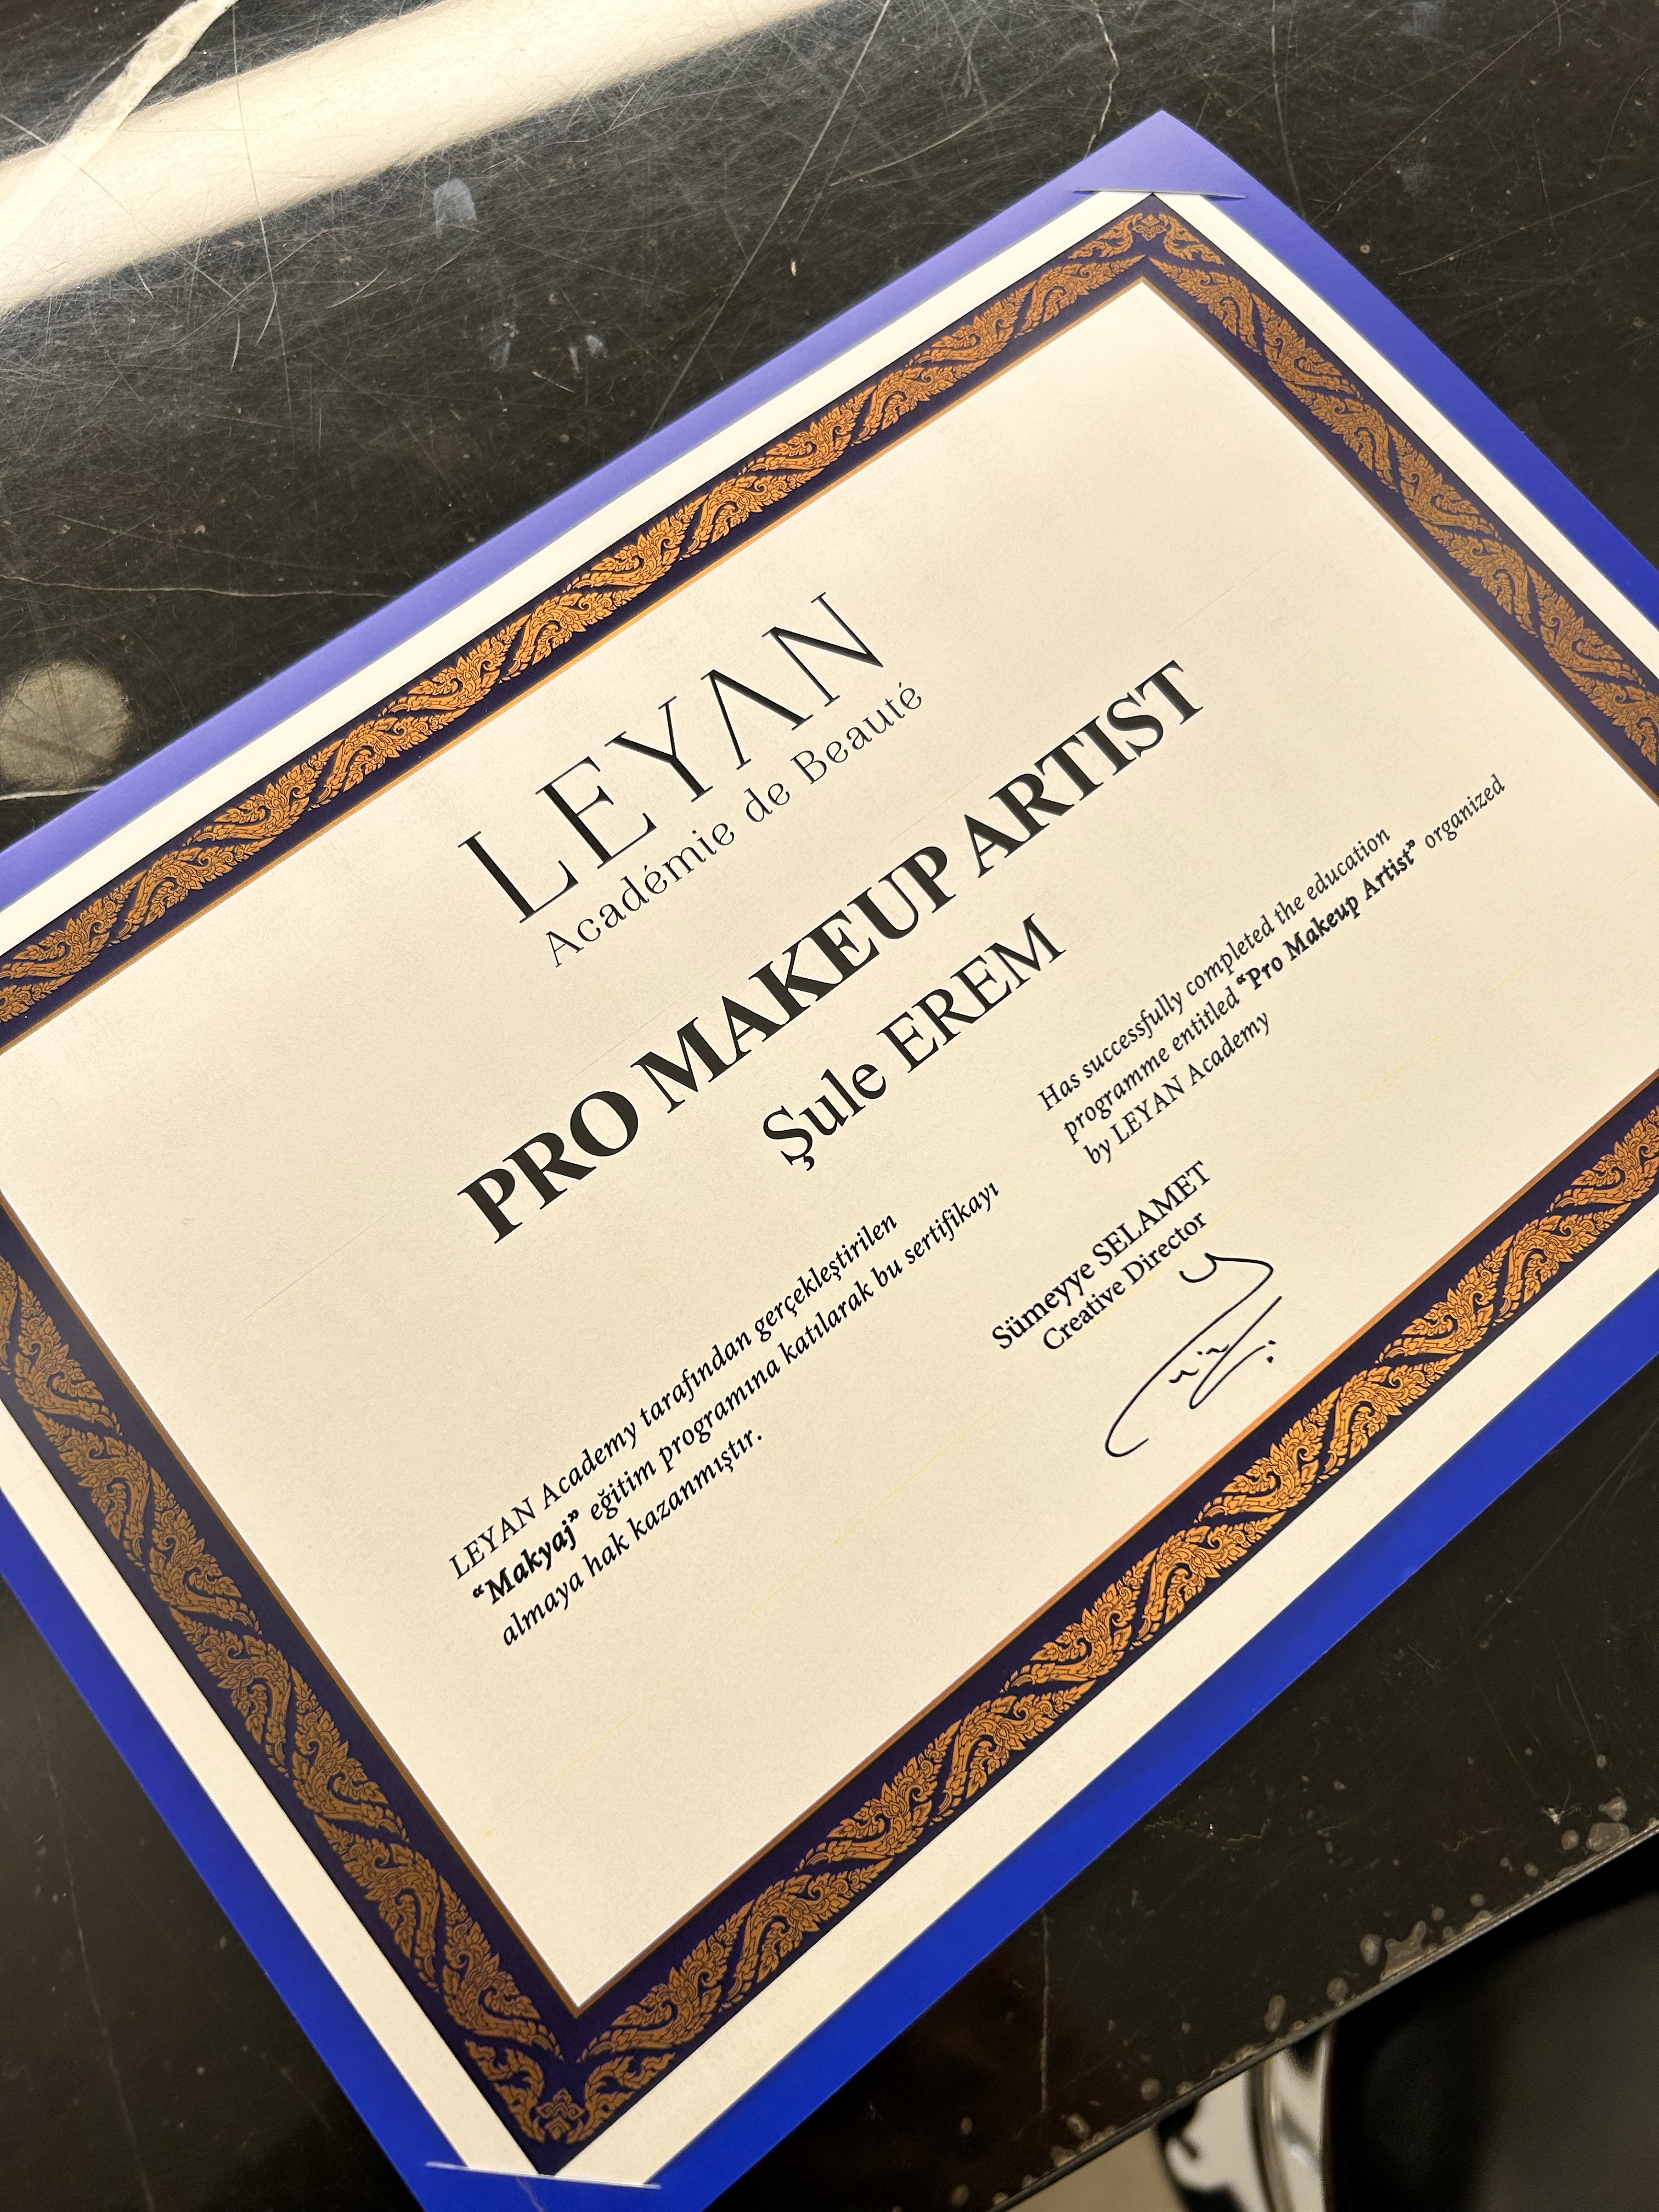 LEYAN
Académie de Beauté
PRO MAKEUP ARTIST
Şule EREM
LEYAN Academy tarafından gerçekleştirilen
“Makyaj” eğitim programına katılarak bu sertifikayı
almaya hak kazanmıştır.
Has successfully completed the education
programme entitled “Pro Makeup Artist” organized
by LEYAN Academy
Sümeyye SELAMET
Creative Director